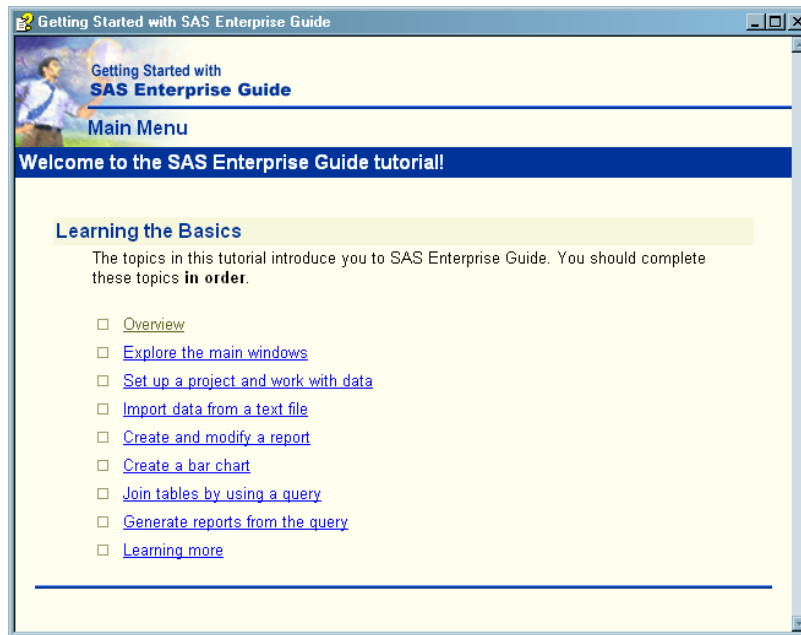 Getting Started with SAS Enterprise Guide
Getting Started with
SAS Enterprise Guide
Main Menu
Welcome to the SAS Enterprise Guide tutorial!
Learning the Basics
The topics in this tutorial introduce you to SAS Enterprise Guide. You should complete
these topics in order.
Overview
Explore the main windows
Set up a project and work with data
Import data from a text file
Create and modify a report
Create a bar chart
Join tables by using a query
Generate reports from the query
Learning more